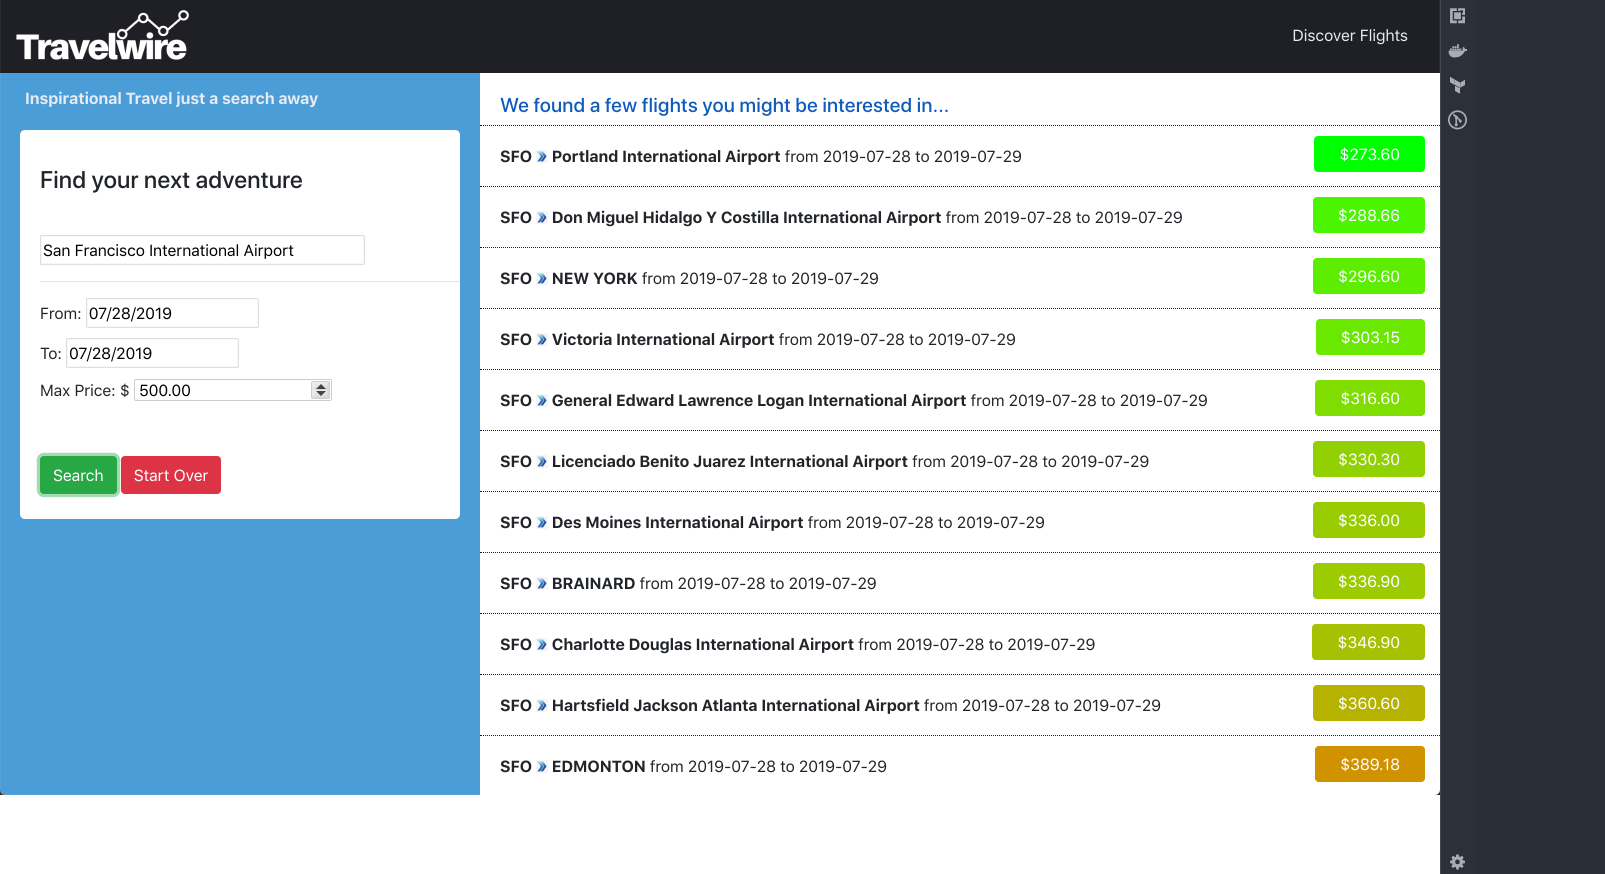 Travelwire
Discover Flights
Inspirational Travel just a search away
Find your next adventure
San Francisco International Airport
From: 07/28/2019
To: 07/28/2019
Max Price: $ 500.00
Search Start Over
We found a few flights you might be interested in...
SFO » Portland International Airport from 2019-07-28 to 2019-07-29 $273.60
SFO » Don Miguel Hidalgo Y Costilla International Airport from 2019-07-28 to 2019-07-29 $288.66
SFO » NEW YORK from 2019-07-28 to 2019-07-29 $296.60
SFO » Victoria International Airport from 2019-07-28 to 2019-07-29 $303.15
SFO » General Edward Lawrence Logan International Airport from 2019-07-28 to 2019-07-29 $316.60
SFO » Licenciado Benito Juarez International Airport from 2019-07-28 to 2019-07-29 $330.30
SFO » Des Moines International Airport from 2019-07-28 to 2019-07-29 $336.00
SFO » BRAINARD from 2019-07-28 to 2019-07-29 $336.90
SFO » Charlotte Douglas International Airport from 2019-07-28 to 2019-07-29 $346.90
SFO » Hartsfield Jackson Atlanta International Airport from 2019-07-28 to 2019-07-29 $360.60
SFO » EDMONTON from 2019-07-28 to 2019-07-29 $389.18